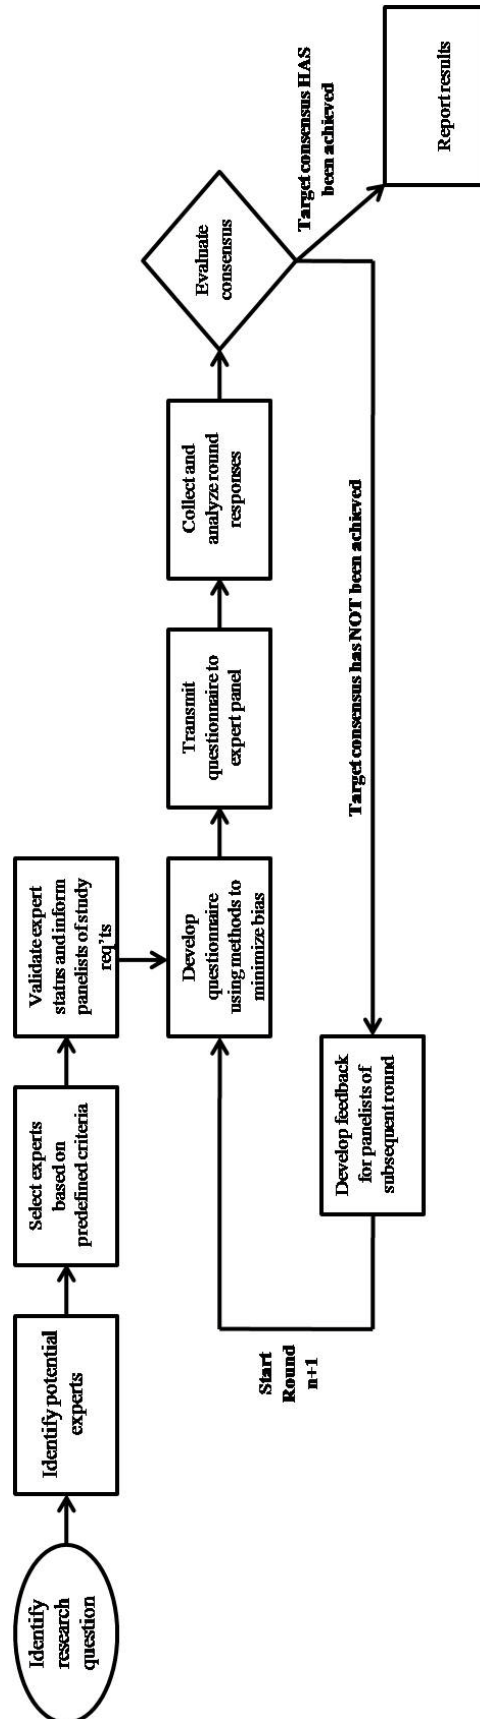 Identify
research
question
Identify potential
experts
Select experts
based on
predefined criteria
Validate expert
status and inform
panelists of study
req'ts
Develop
questionnaire
using methods to
minimize bias
Transmit
questionnaire to
expert panel
Collect and
analyze round
responses
Evaluate
consensus
Target consensus HAS
been achieved
Report results
Target consensus has NOT been achieved
Develop feedback
for panelists of
subsequent round
Start
Round
n+1